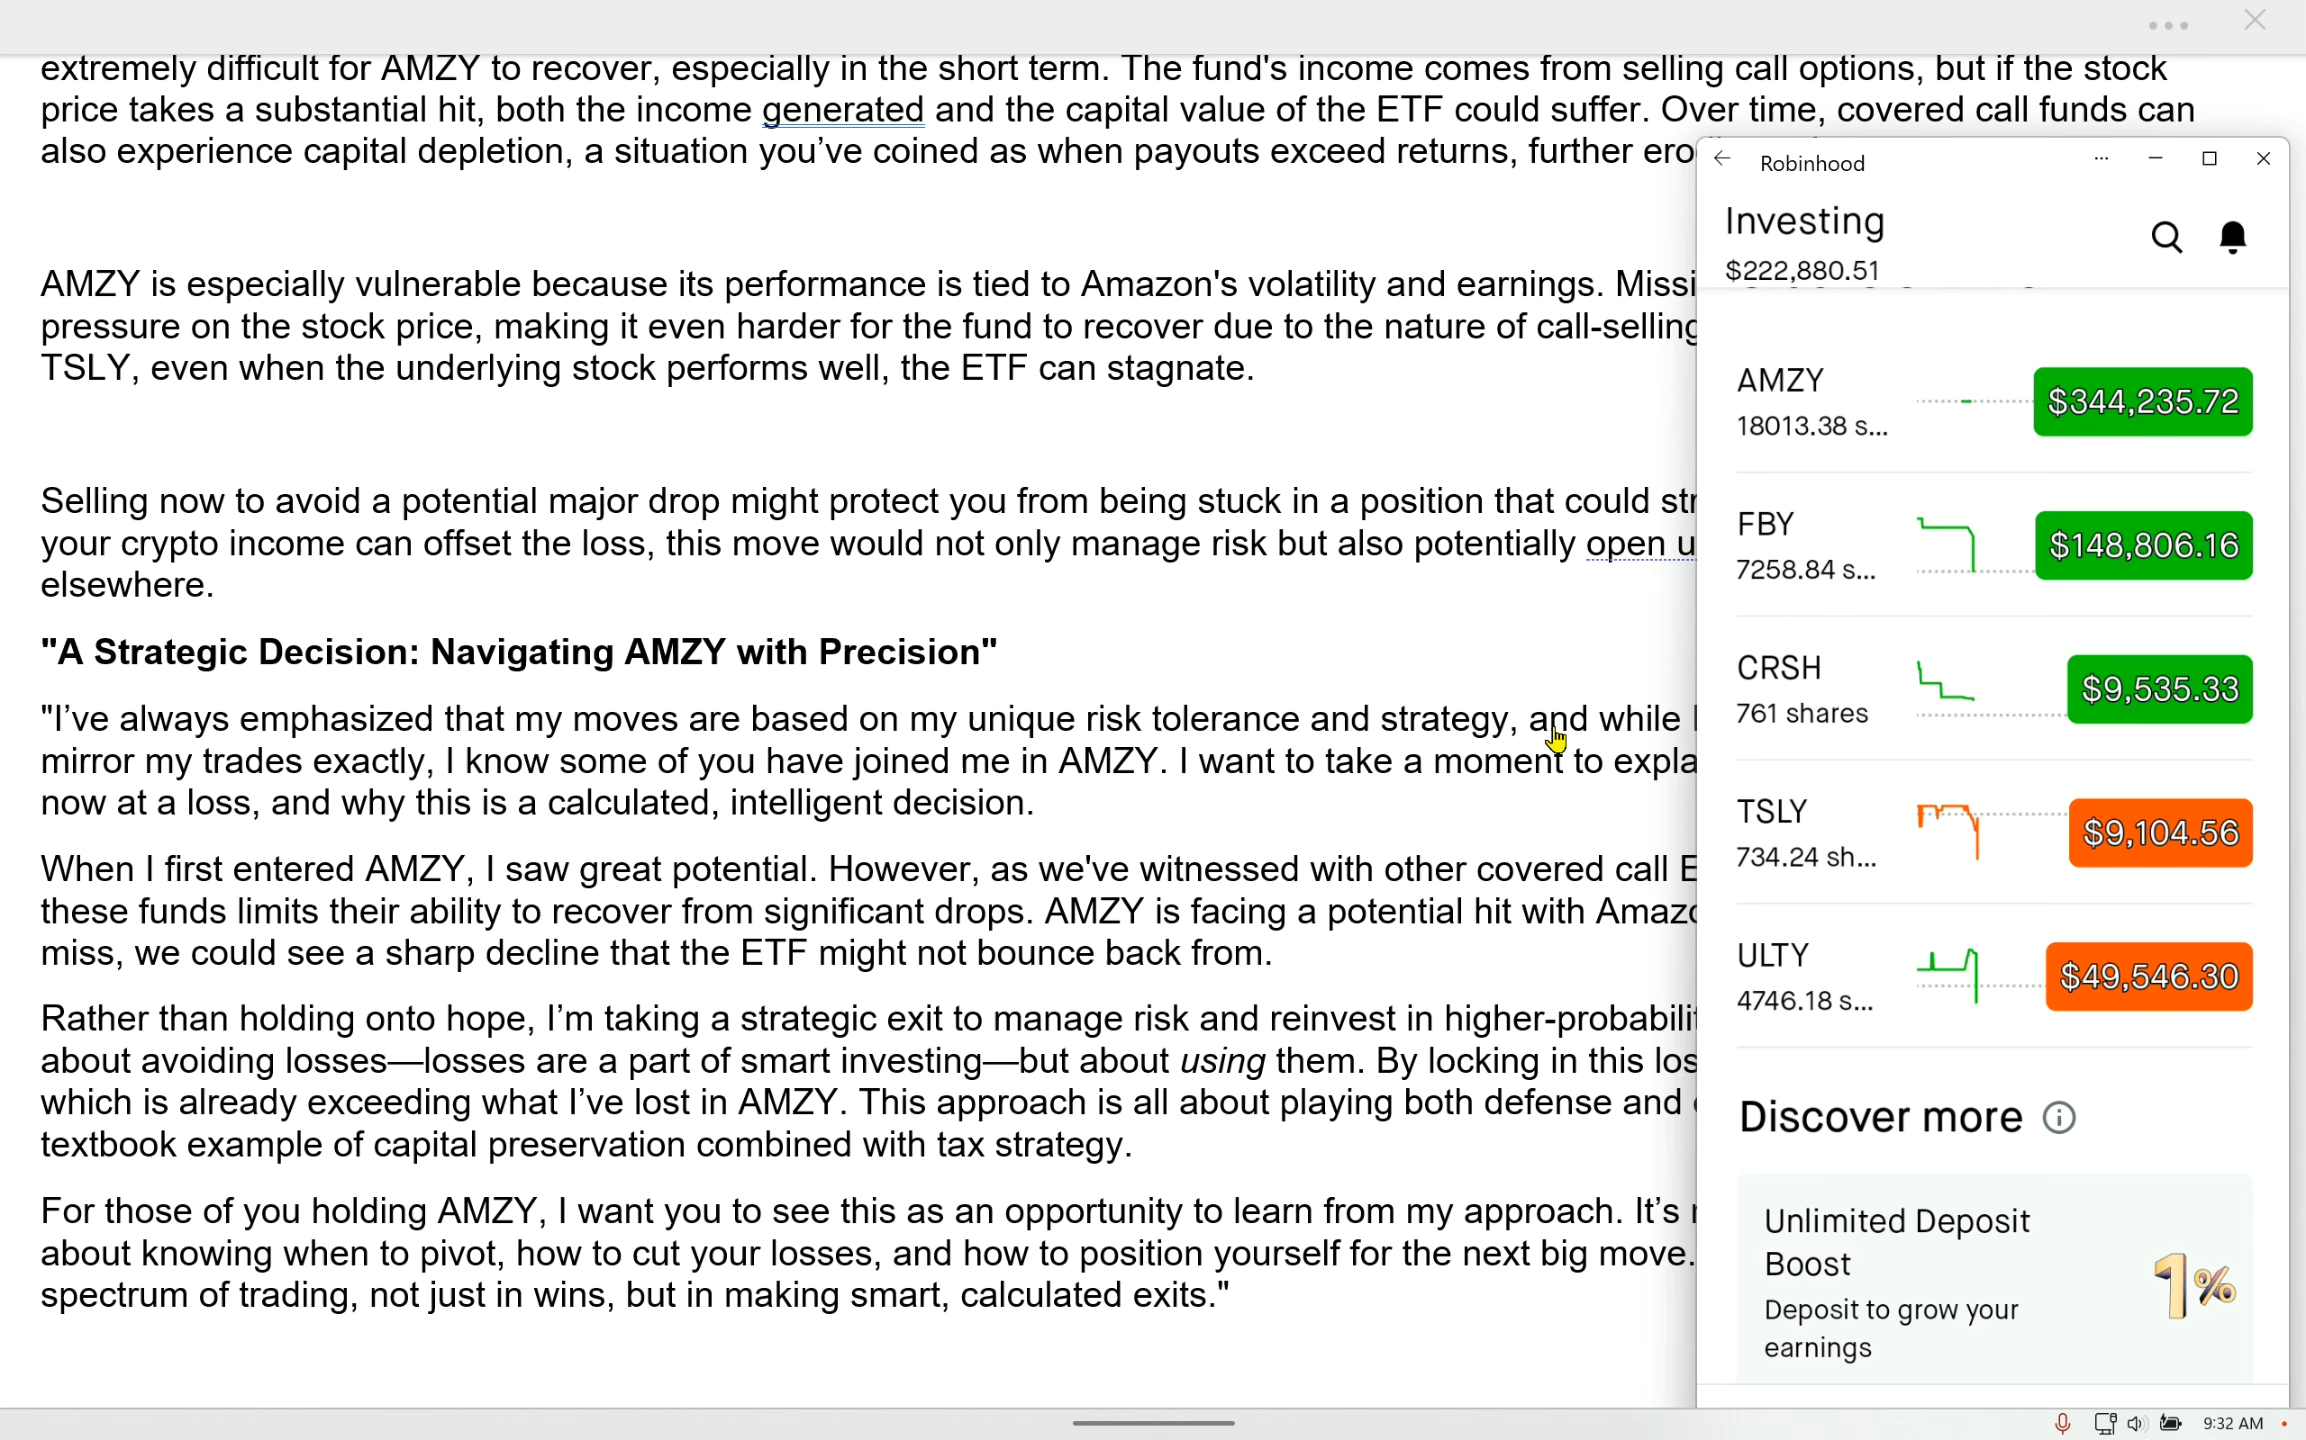 extremely difficult for AMZY to recover, especially in the short term. The fund's income comes from selling call options, but if the stock
price takes a substantial hit, both the income generated and the capital value of the ETF could suffer. Over time, covered call funds can
also experience capital depletion, a situation you've coined as when payouts exceed returns, further
AMZY is especially vulnerable because its performance is tied to Amazon's volatility and earnings.
pressure on the stock price, making it even harder for the fund to recover due to the nature of call-selling
TSLY, even when the underlying stock performs well, the ETF can stagnate.
Selling now to avoid a potential major drop might protect you from being stuck in a position that could
your crypto income can offset the loss, this move would not only manage risk but also potentially open
elsewhere.
"A Strategic Decision: Navigating AMZY with Precision"
"I've always emphasized that my moves are based on my unique risk tolerance and strategy, and while
mirror my trades exactly, I know some of you have joined me in AMZY. I want to take a moment to
now at a loss, and why this is a calculated, intelligent decision.
When I first entered AMZY, I saw great potential. However, as we've witnessed with other covered call
these funds limits their ability to recover from significant drops. AMZY is facing a potential hit with
miss, we could see a sharp decline that the ETF might not bounce back from.
Rather than holding onto hope, I'm taking a strategic exit to manage risk and reinvest in
about avoiding losses—losses are a part of smart investing—but about using them. By locking in this
which is already exceeding what I've lost in AMZY. This approach is all about playing both defense and
textbook example of capital preservation combined with tax strategy.
For those of you holding AMZY, I want you to see this as an opportunity to learn from my approach. It's
about knowing when to pivot, how to cut your losses, and how to position yourself for the next big move.
spectrum of trading, not just in wins, but in making smart, calculated exits."
Robinhood
Investing
$222,880.51
AMZY
18013.38 s...
$344,235.72
FBY
7258.84 s...
$148,806.16
CRSH
761 shares
$9,535.33
TSLY
734.24 sh...
$9,104.56
ULTY
4746.18 s...
$49,546.30
Discover more
Unlimited Deposit
Boost
Deposit to grow your
earnings
1%
9:32 AM